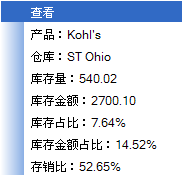 查看
产品：Kohl's
仓库：ST Ohio
库存量：540.02
库存金额：2700.10
库存占比：7.64%
库存金额占比：14.52%
存销比：52.65%